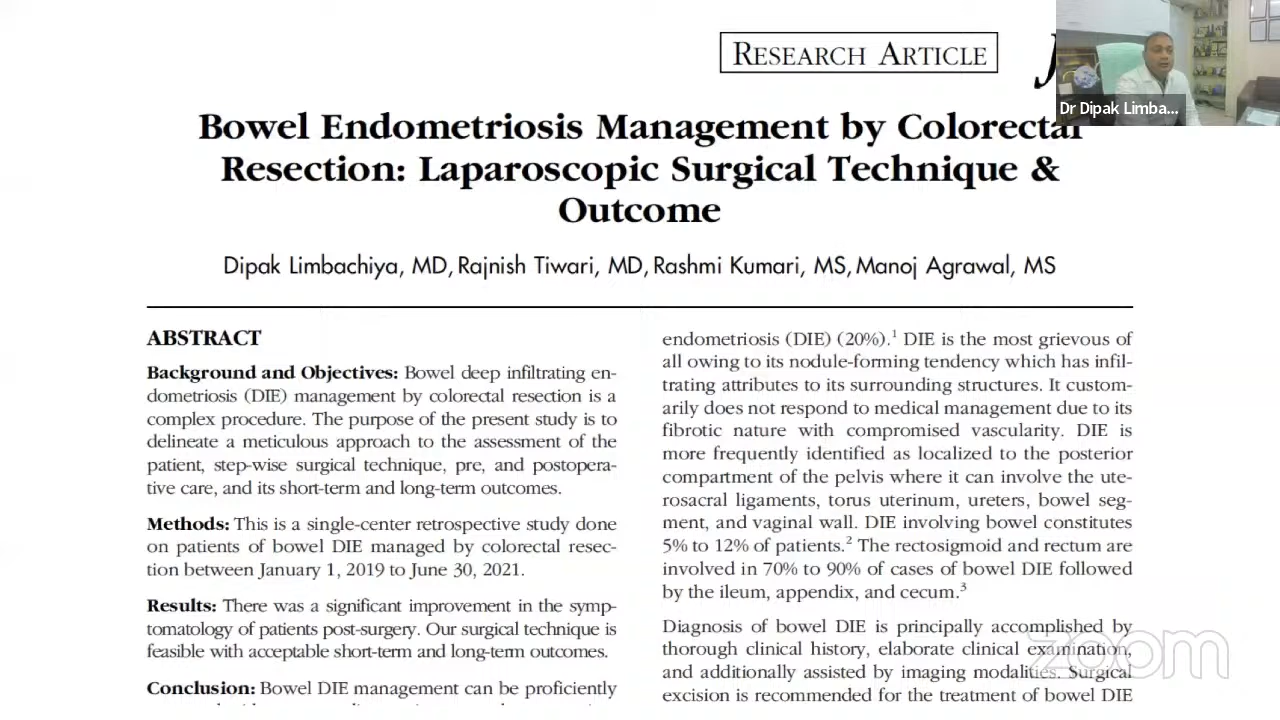 RESEARCH ARTICLE
Dr Dipak Limba...
Bowel Endometriosis Management by Colorectal
Resection: Laparoscopic Surgical Technique &
Outcome
Dipak Limbachiya, MD, Rajnish Tiwari, MD, Rashmi Kumari, MS, Manoj Agrawal, MS
ABSTRACT
Background and Objectives: Bowel deep infiltrating en-
dometriosis (DIE) management by colorectal resection is a
complex procedure. The purpose of the present study is to
delineate a meticulous approach to the assessment of the
patient, step-wise surgical technique, pre, and postopera-
tive care, and its short-term and long-term outcomes.
Methods: This is a single-center retrospective study done
on patients of bowel DIE managed by colorectal resec-
tion between January 1, 2019 to June 30, 2021.
Results: There was a significant improvement in the symp-
tomatology of patients post-surgery. Our surgical technique is
feasible with acceptable short-term and long-term outcomes.
Conclusion: Bowel DIE management can be proficiently
endometriosis (DIE) (20%).1 DIE is the most grievous of
all owing to its nodule-forming tendency which has infil-
trating attributes to its surrounding structures. It custom-
arily does not respond to medical management due to its
fibrotic nature with compromised vascularity. DIE is
more frequently identified as localized to the posterior
compartment of the pelvis where it can involve the ute-
rosacral ligaments, torus uterinum, ureters, bowel seg-
ment, and vaginal wall. DIE involving bowel constitutes
5% to 12% of patients.2 The rectosigmoid and rectum are
involved in 70% to 90% of cases of bowel DIE followed
by the ileum, appendix, and cecum.3
Diagnosis of bowel DIE is principally accomplished by
thorough clinical history, elaborate clinical examination,
and additionally assisted by imaging modalities. Surgical
excision is recommended for the treatment of bowel DIE
zoom